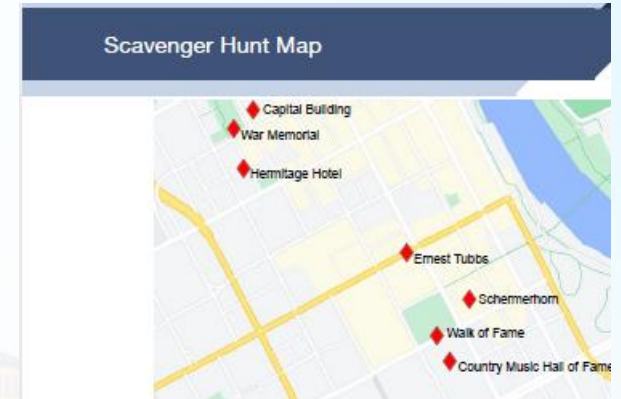 Scavenger Hunt Map
Capital Building
War Memorial
Hermitage Hotel
Ernest Tubbs
Schermerhorn
Walk of Fame
Country Music Hall of Fame